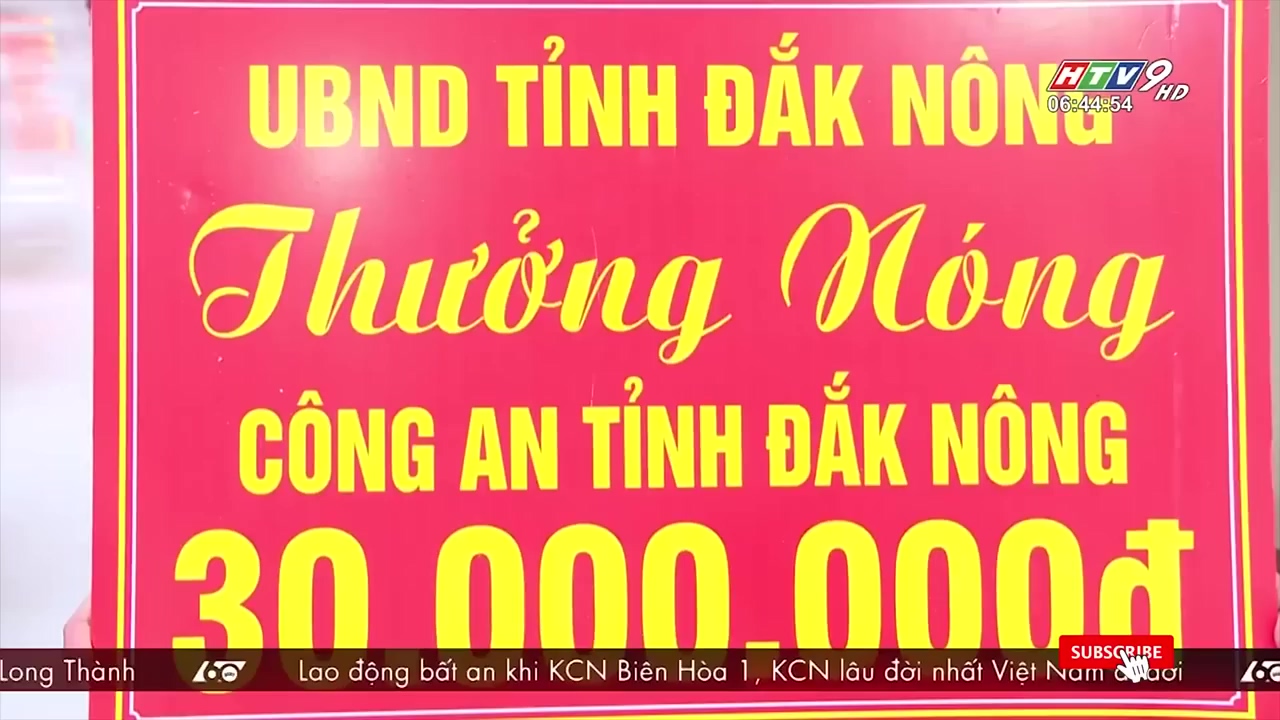 UBND TỈNH ĐẮK NÔNG
HTV9 HD
06:44:54
Thưởng Nóng
CÔNG AN TỈNH ĐẮK NÔNG
30.000.000đ
SUBSCRIBE
Long Thành 60 Lao động bất an khi KCN Biên Hòa 1, KCN lâu đời nhất Việt Nam